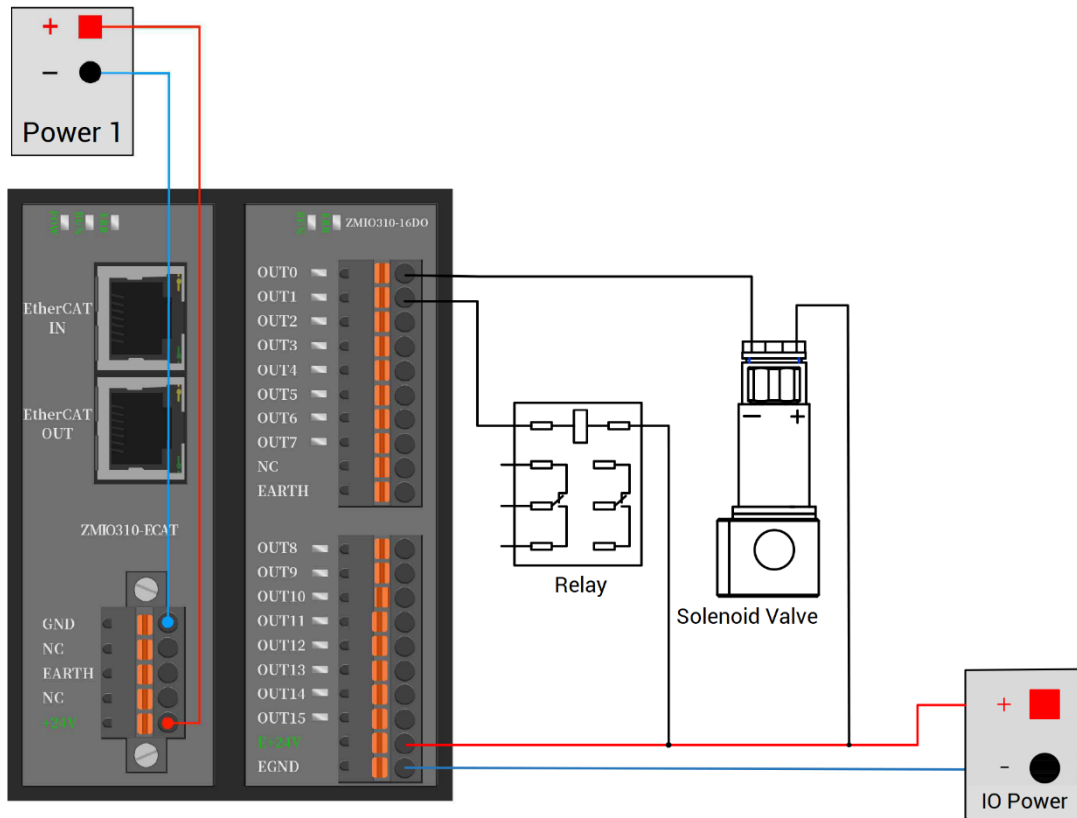 +
−
Power 1
ZMIO310-16DO
EtherCAT
IN
EtherCAT
OUT
ZMIO310-ECAT
GND
NC
EARTH
NC
+24V
OUT0
OUT1
OUT2
OUT3
OUT4
OUT5
OUT6
OUT7
NC
EARTH
OUT8
OUT9
OUT10
OUT11
OUT12
OUT13
OUT14
OUT15
E+24V
EGND
Relay
− +
Solenoid Valve
+
-
IO Power